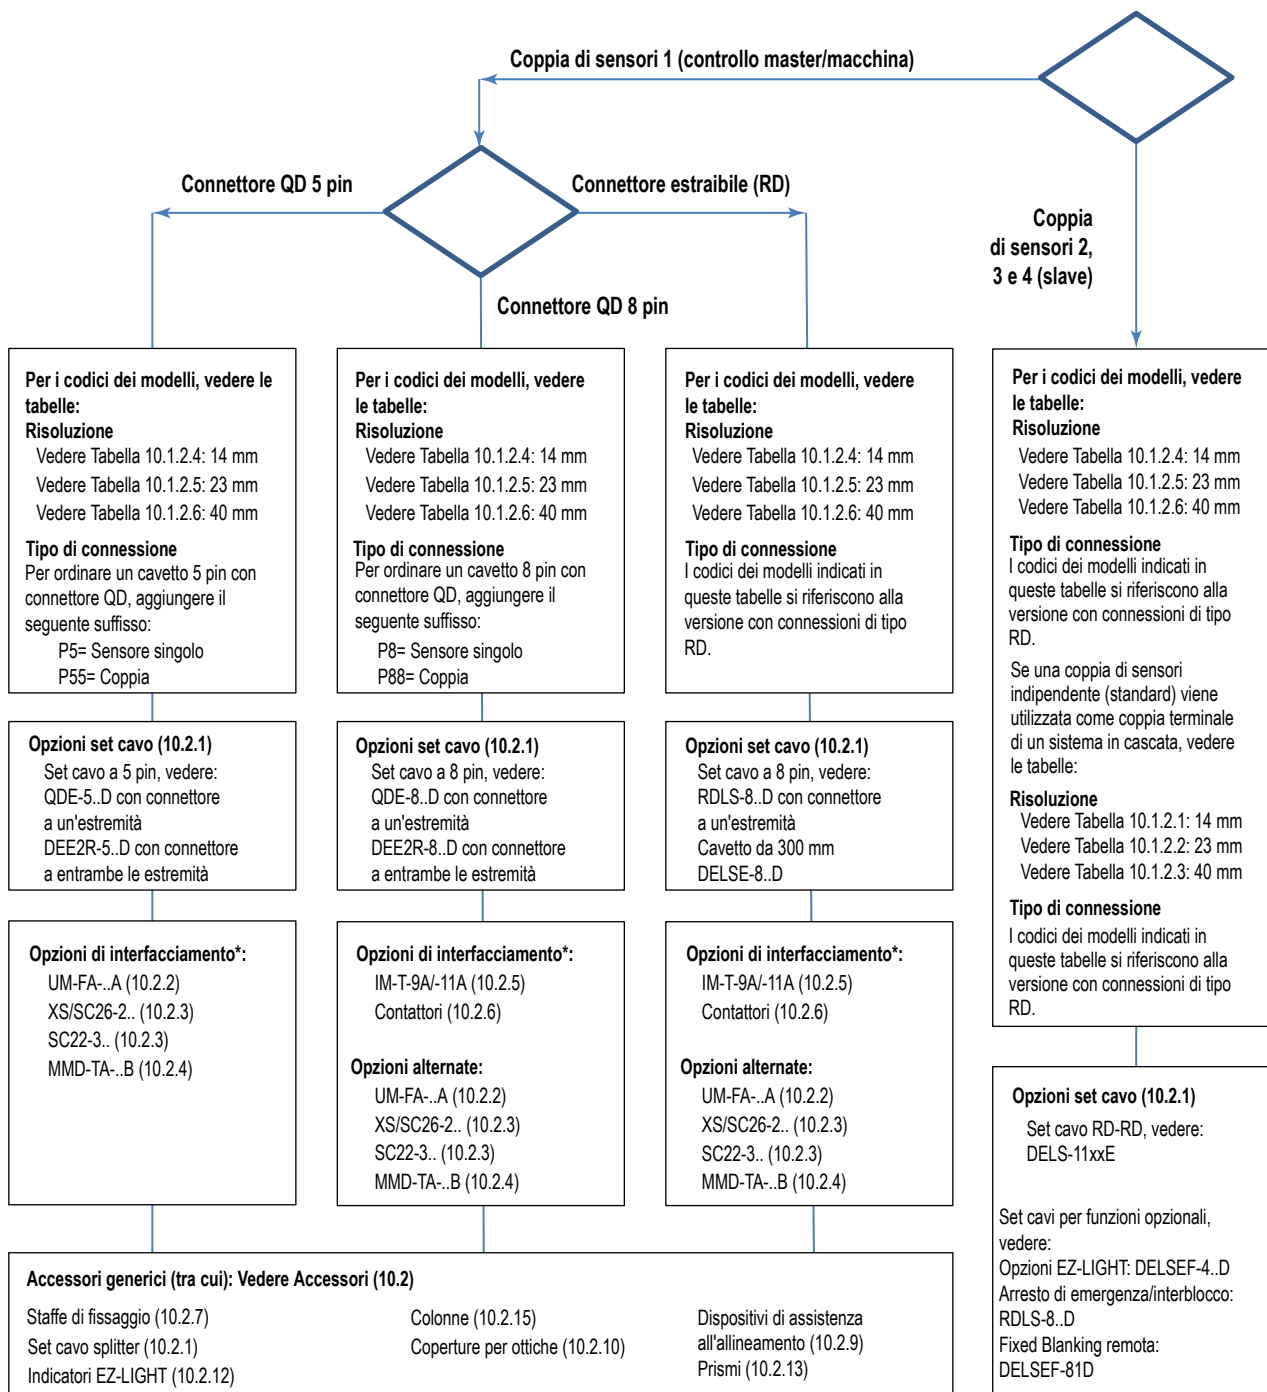 Coppia di sensori 1 (controllo master/macchina)
Connettore QD 5 pin
Connettore estraibile (RD)
Connettore QD 8 pin
Coppia
di sensori 2,
3 e 4 (slave)
Per i codici dei modelli, vedere le
tabelle:
Risoluzione
Vedere Tabella 10.1.2.4: 14 mm
Vedere Tabella 10.1.2.5: 23 mm
Vedere Tabella 10.1.2.6: 40 mm
Tipo di connessione
Per ordinare un cavetto 5 pin con
connettore QD, aggiungere il
seguente suffisso:
P5= Sensore singolo
P55= Coppia
Opzioni set cavo (10.2.1)
Set cavo a 5 pin, vedere:
QDE-5..D con connettore
a un'estremità
DEE2R-5..D con connettore
a entrambe le estremità
Opzioni di interfacciamento*:
UM-FA-..A (10.2.2)
XS/SC26-2.. (10.2.3)
SC22-3.. (10.2.3)
MMD-TA-..B (10.2.4)
Per i codici dei modelli, vedere
le tabelle:
Risoluzione
Vedere Tabella 10.1.2.4: 14 mm
Vedere Tabella 10.1.2.5: 23 mm
Vedere Tabella 10.1.2.6: 40 mm
Tipo di connessione
Per ordinare un cavetto 8 pin con
connettore QD, aggiungere il
seguente suffisso:
P8= Sensore singolo
P88= Coppia
Opzioni set cavo (10.2.1)
Set cavo a 8 pin, vedere:
QDE-8..D con connettore
a un'estremità
DEE2R-8..D con connettore
a entrambe le estremità
Opzioni di interfacciamento*:
IM-T-9A/-11A (10.2.5)
Contattori (10.2.6)
Opzioni alternate:
UM-FA-..A (10.2.2)
XS/SC26-2.. (10.2.3)
SC22-3.. (10.2.3)
MMD-TA-..B (10.2.4)
Per i codici dei modelli, vedere
le tabelle:
Risoluzione
Vedere Tabella 10.1.2.4: 14 mm
Vedere Tabella 10.1.2.5: 23 mm
Vedere Tabella 10.1.2.6: 40 mm
Tipo di connessione
I codici dei modelli indicati in
queste tabelle si riferiscono alla
versione con connessioni di tipo
RD.
Opzioni set cavo (10.2.1)
Set cavo a 8 pin, vedere:
RDLS-8..D con connettore
a un'estremità
Cavetto da 300 mm
DELSE-8..D
Opzioni di interfacciamento*:
IM-T-9A/-11A (10.2.5)
Contattori (10.2.6)
Opzioni alternate:
UM-FA-..A (10.2.2)
XS/SC26-2.. (10.2.3)
SC22-3.. (10.2.3)
MMD-TA-..B (10.2.4)
Per i codici dei modelli, vedere
le tabelle:
Risoluzione
Vedere Tabella 10.1.2.4: 14 mm
Vedere Tabella 10.1.2.5: 23 mm
Vedere Tabella 10.1.2.6: 40 mm
Tipo di connessione
I codici dei modelli indicati in
queste tabelle si riferiscono alla
versione con connessioni di tipo
RD.
Se una coppia di sensori
indipendente (standard) viene
utilizzata come coppia terminale
di un sistema in cascata, vedere
le tabelle:
Risoluzione
Vedere Tabella 10.1.2.1: 14 mm
Vedere Tabella 10.1.2.2: 23 mm
Vedere Tabella 10.1.2.3: 40 mm
Tipo di connessione
I codici dei modelli indicati in
queste tabelle si riferiscono alla
versione con connessioni di tipo
RD.
Opzioni set cavo (10.2.1)
Set cavo RD-RD, vedere:
DELS-11xxE
Set cavi per funzioni opzionali,
vedere:
Opzioni EZ-LIGHT: DELSEF-4..D
Arresto di emergenza/interblocco:
RDLS-8..D
Fixed Blanking remota:
DELSEF-81D
Accessori generici (tra cui): Vedere Accessori (10.2)
Staffe di fissaggio (10.2.7)
Set cavo splitter (10.2.1)
Indicatori EZ-LIGHT (10.2.12)
Colonne (10.2.15)
Coperture per ottiche (10.2.10)
Dispositivi di assistenza
all'allineamento (10.2.9)
Prismi (10.2.13)